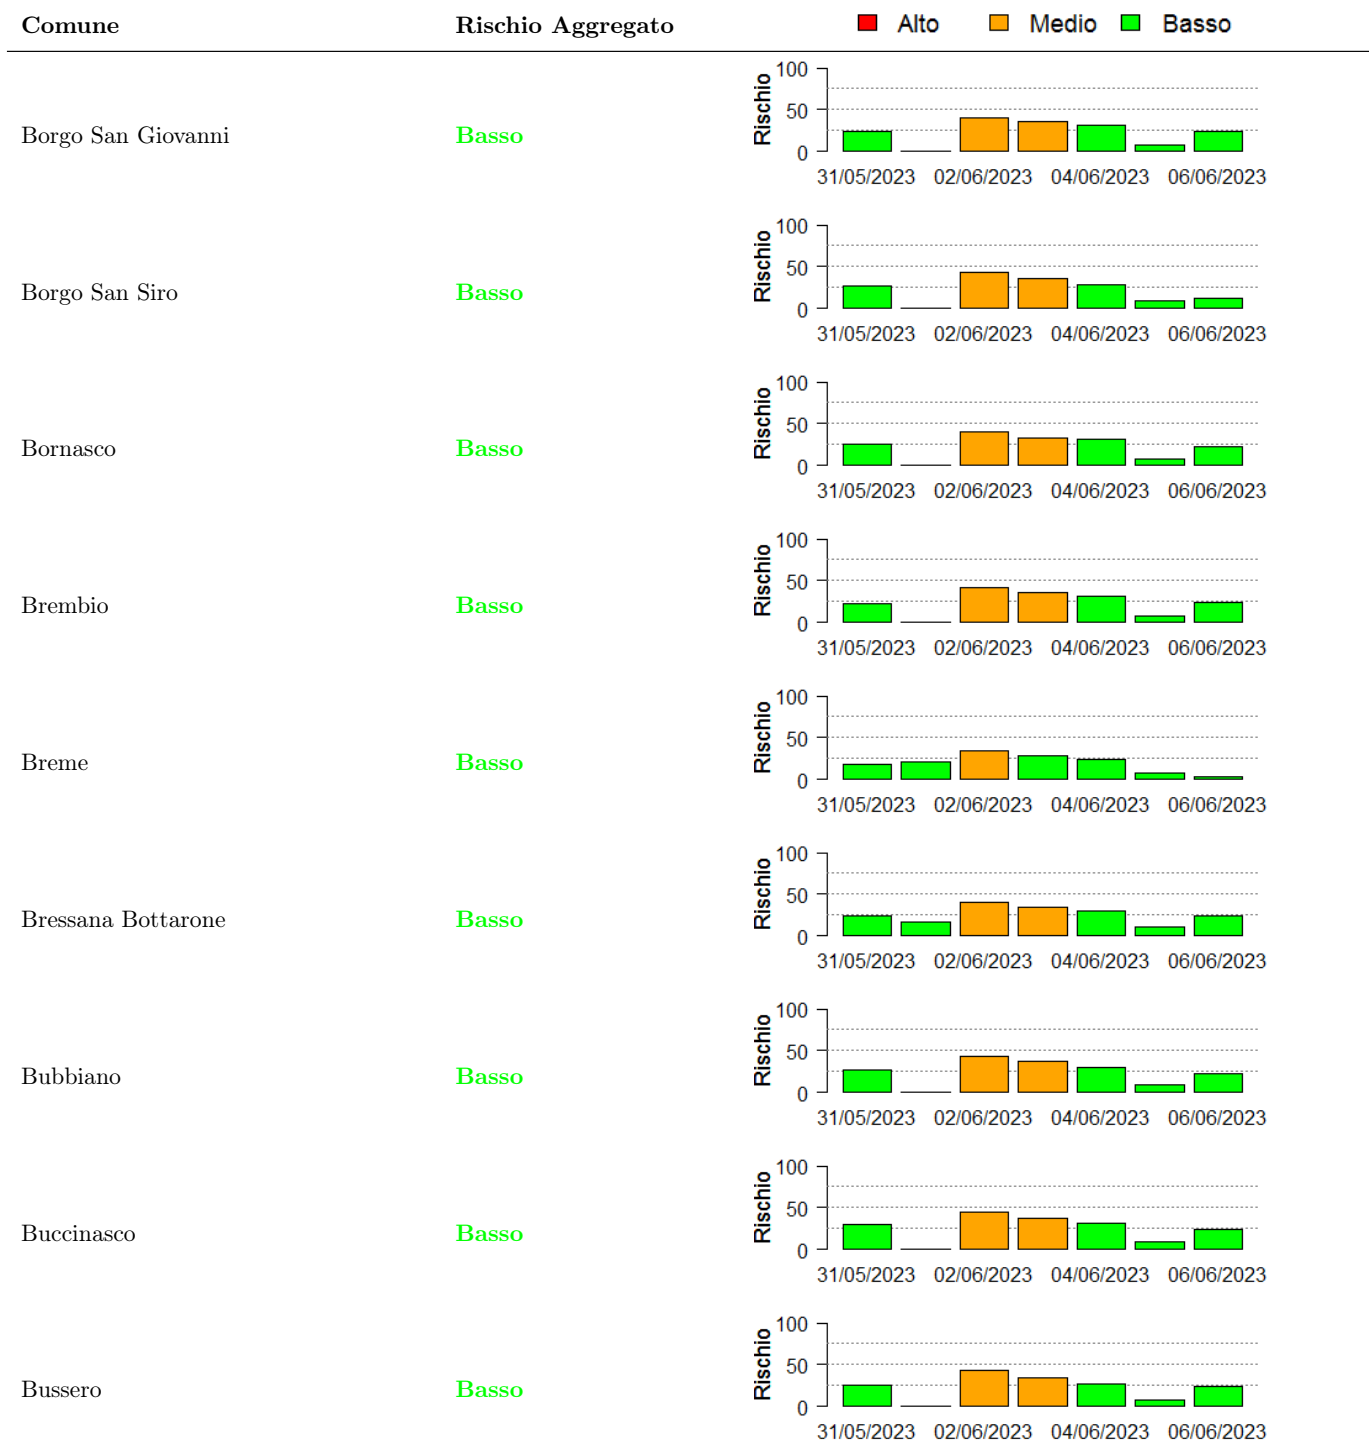 Comune Rischio Aggregato Alto Medio Basso
100
50
0
Rischio
Borgo San Giovanni Basso
31/05/2023 02/06/2023 04/06/2023 06/06/2023
100
50
0
Rischio
Borgo San Siro Basso
31/05/2023 02/06/2023 04/06/2023 06/06/2023
100
50
0
Rischio
Bornasco Basso
31/05/2023 02/06/2023 04/06/2023 06/06/2023
100
50
0
Rischio
Brembio Basso
31/05/2023 02/06/2023 04/06/2023 06/06/2023
100
50
0
Rischio
Breme Basso
31/05/2023 02/06/2023 04/06/2023 06/06/2023
100
50
0
Rischio
Bressana Bottarone Basso
31/05/2023 02/06/2023 04/06/2023 06/06/2023
100
50
0
Rischio
Bubbiano Basso
31/05/2023 02/06/2023 04/06/2023 06/06/2023
100
50
0
Rischio
Buccinasco Basso
31/05/2023 02/06/2023 04/06/2023 06/06/2023
100
50
0
Rischio
Bussero Basso
31/05/2023 02/06/2023 04/06/2023 06/06/2023